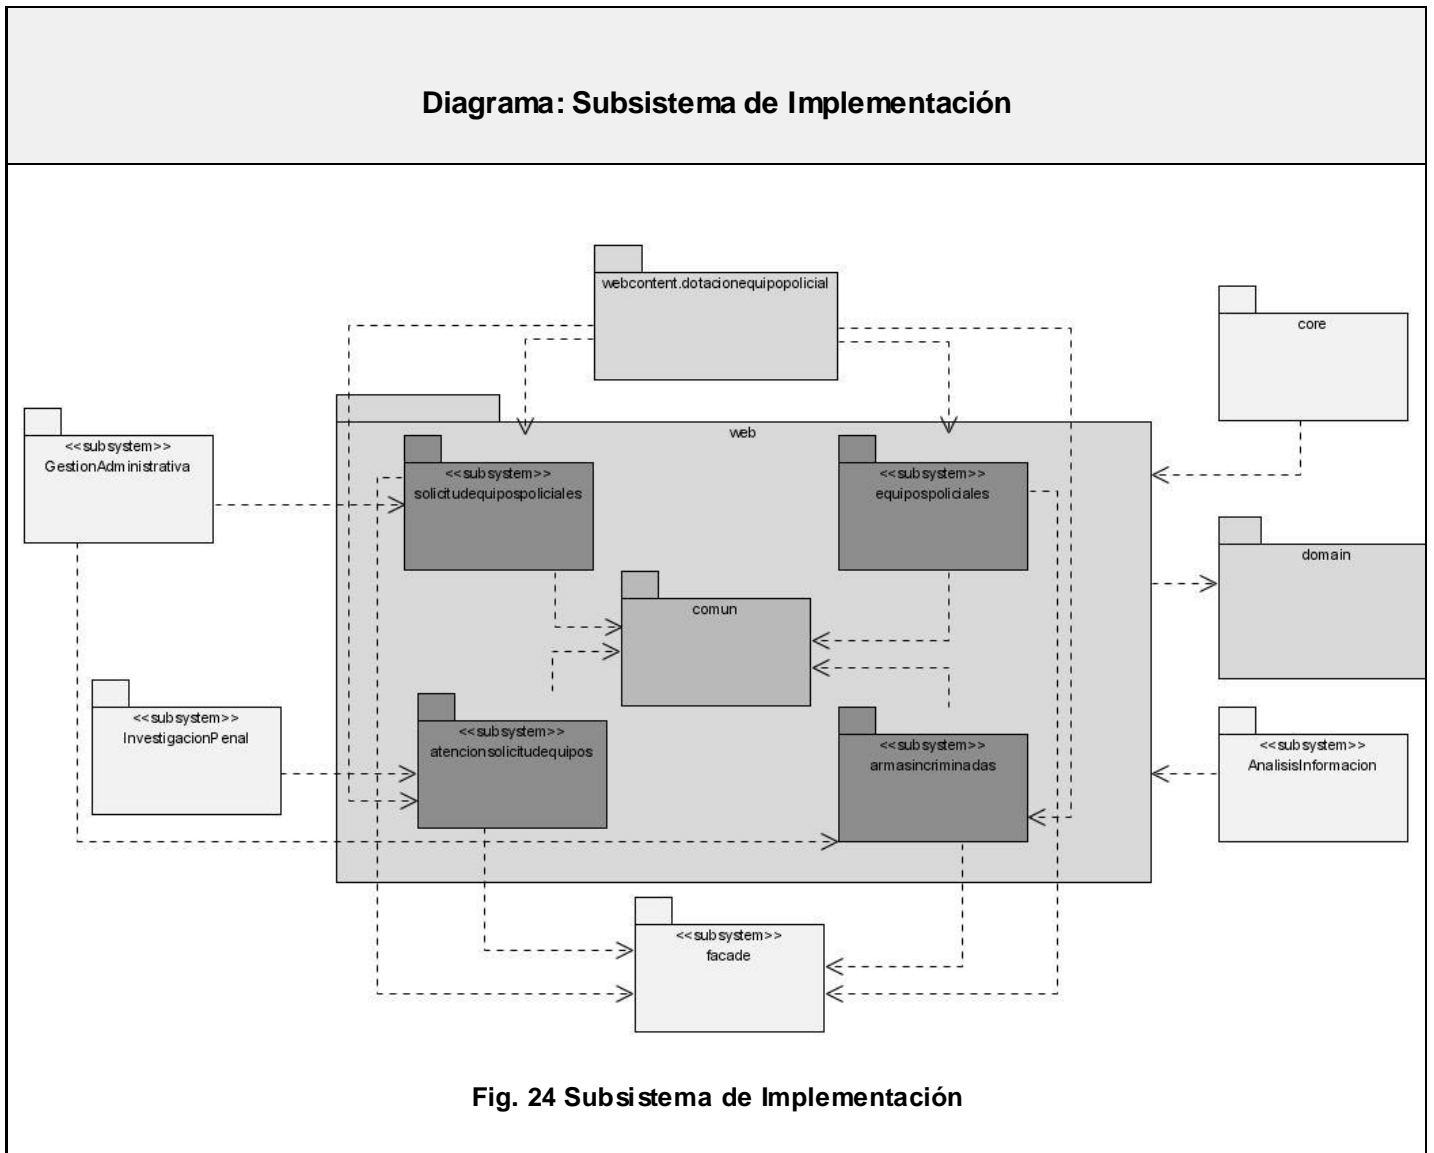 Diagrama: Subsistema de Implementación
webcontent.dotacionequipopolicial
core
<<subsystem>>
GestionAdministrativa
web
<<subsystem>>
solicitudequipospoliciales
<<subsystem>>
equipospoliciales
domain
comun
<<subsystem>>
InvestigacionPenal
<<subsystem>>
atencionsolicitudequipos
<<subsystem>>
armasincriminadas
<<subsystem>>
AnalisisInformacion
<<subsystem>>
facade
Fig. 24 Subsistema de Implementación